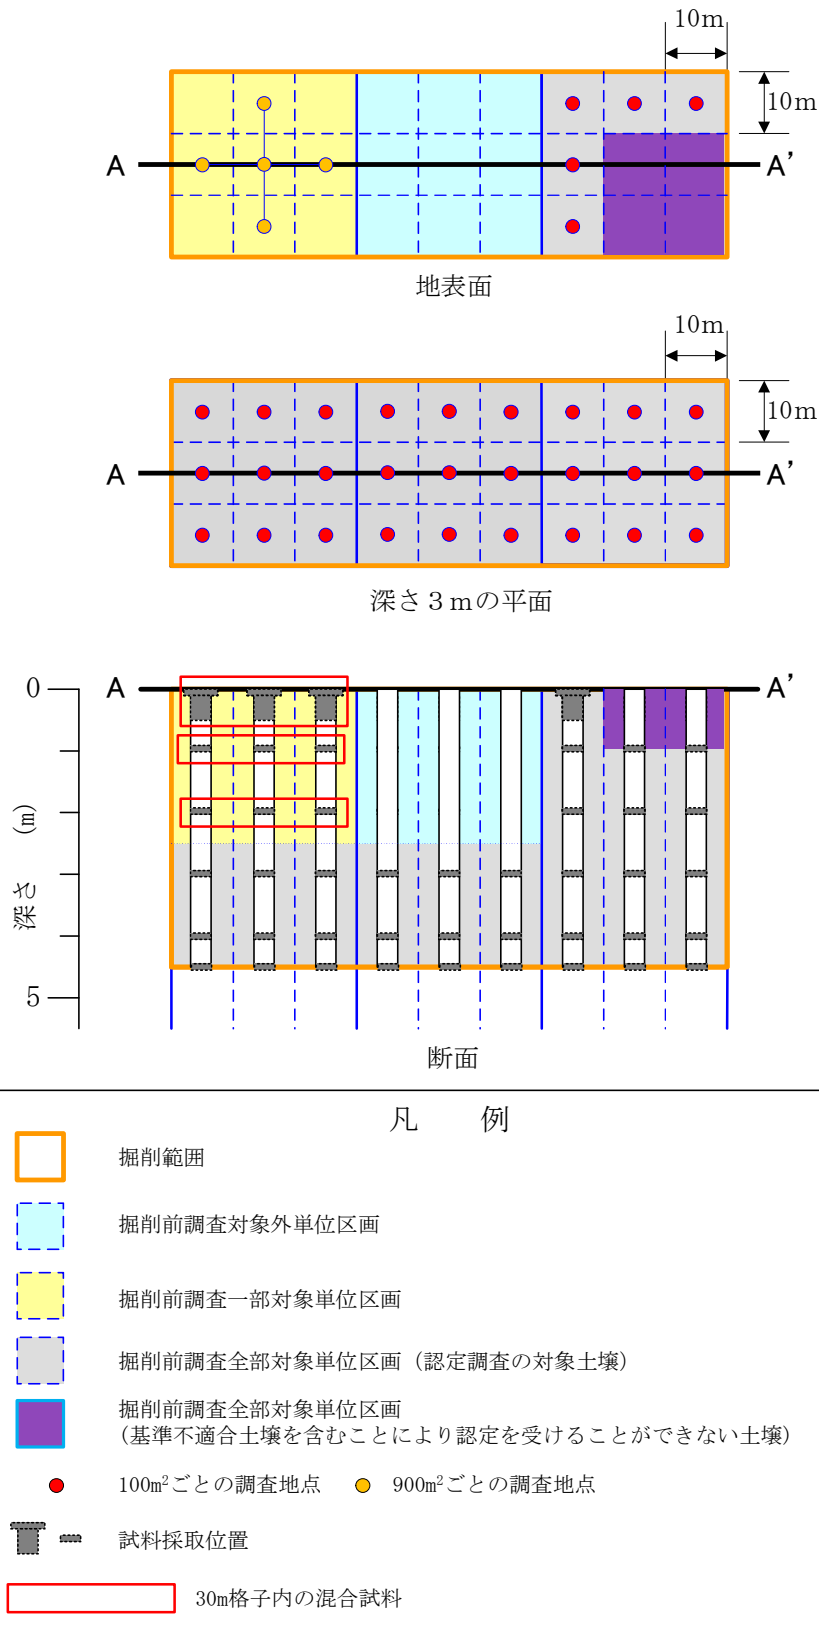 10m
10m
A
A’
地表面
10m
10m
A
A’
深さ３mの平面
0
A
A’
深さ (m)
5
断面
凡　例
掘削範囲
掘削前調査対象外単位区画
掘削前調査一部対象単位区画
掘削前調査全部対象単位区画（認定調査の対象土壌）
掘削前調査全部対象単位区画
（基準不適合土壌を含むことにより認定を受けることができない土壌）
100m²ごとの調査地点
900m²ごとの調査地点
試料採取位置
30m格子内の混合試料